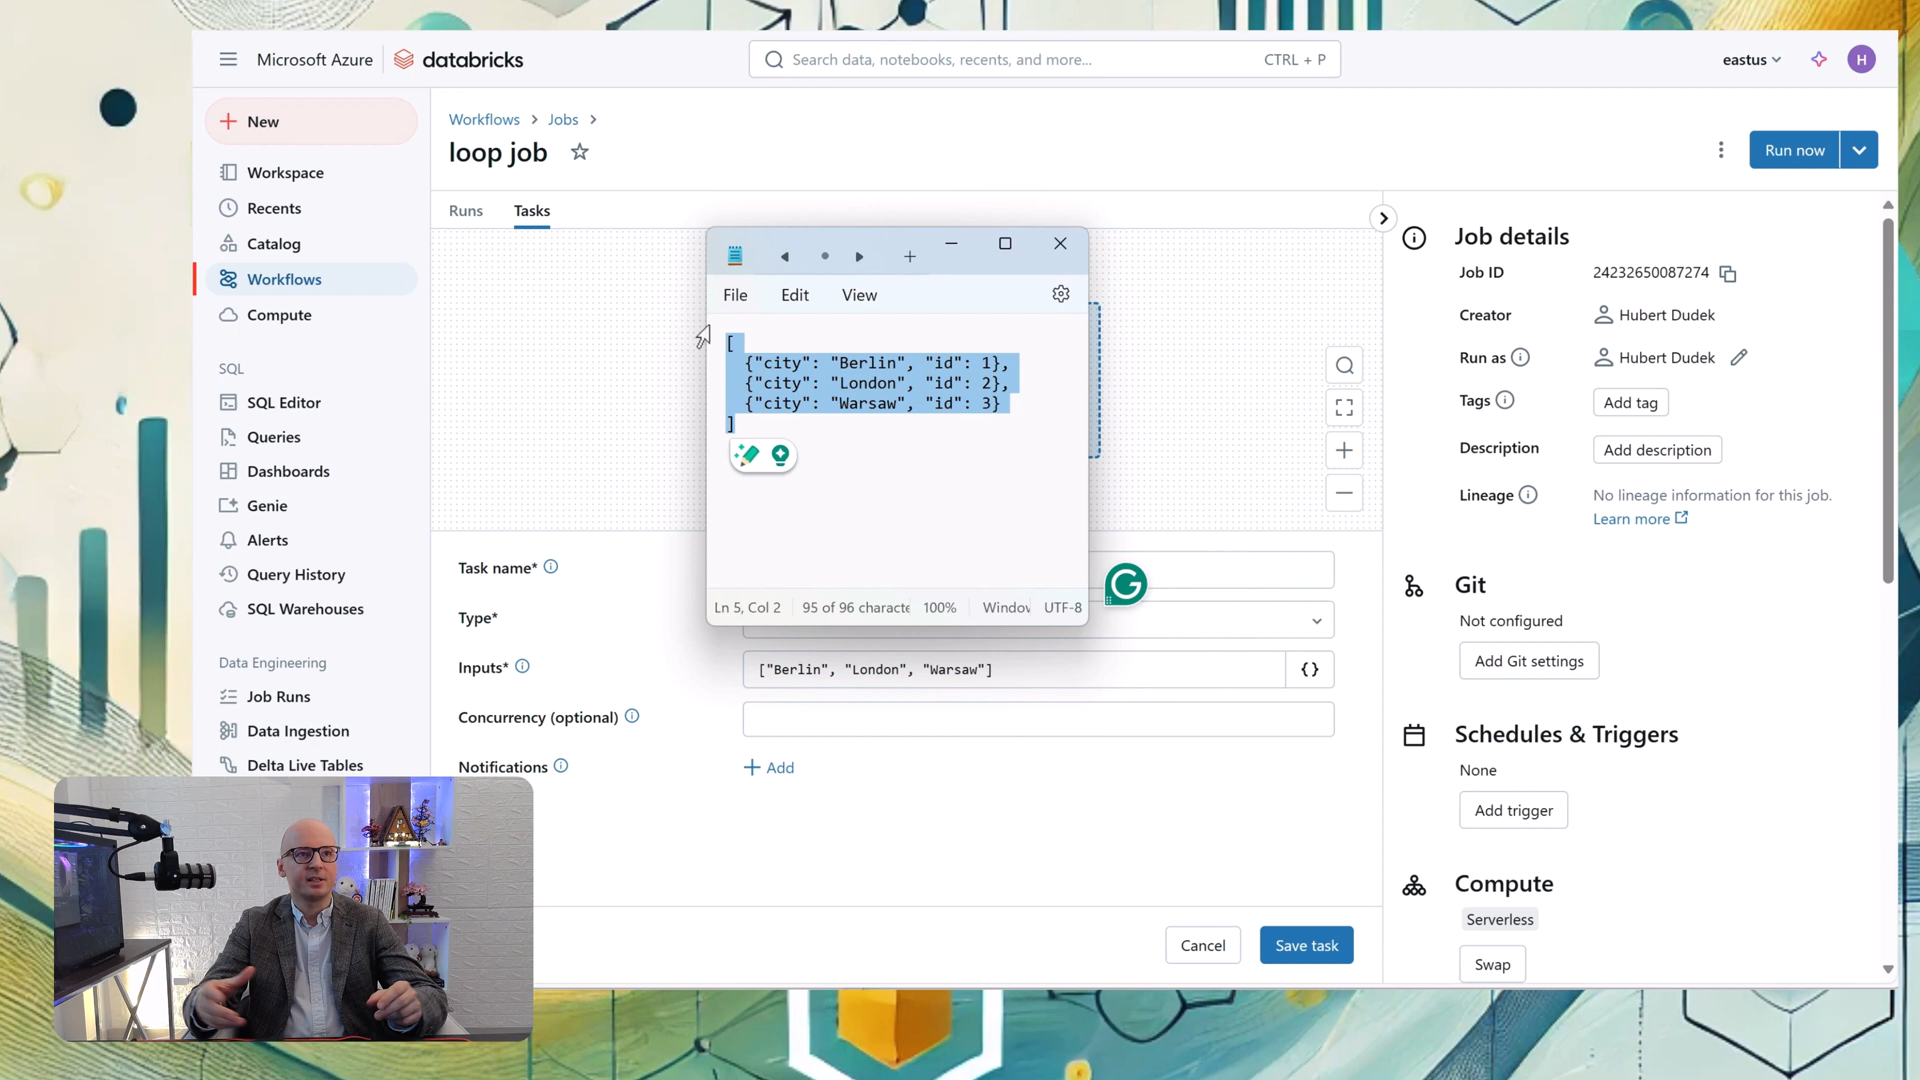 Microsoft Azure databricks
Search data, notebooks, recents, and more... CTRL + P
eastus
H
New
Workspace
Recents
Catalog
Workflows
Compute
SQL
SQL Editor
Queries
Dashboards
Genie
Alerts
Query History
SQL Warehouses
Data Engineering
Job Runs
Data Ingestion
Delta Live Tables
Workflows > Jobs >
loop job
Run now
Runs Tasks
File Edit View
[
{"city": "Berlin", "id": 1},
{"city": "London", "id": 2},
{"city": "Warsaw", "id": 3}
]
Ln 5, Col 2 95 of 96 characte 100% Window UTF-8
Task name*
Type*
Inputs* ["Berlin", "London", "Warsaw"] {}
Concurrency (optional)
Notifications + Add
Cancel Save task
Job details
Job ID 24232650087274
Creator Hubert Dudek
Run as Hubert Dudek
Tags Add tag
Description Add description
Lineage No lineage information for this job.
Learn more
Git
Not configured
Add Git settings
Schedules & Triggers
None
Add trigger
Compute
Serverless
Swap